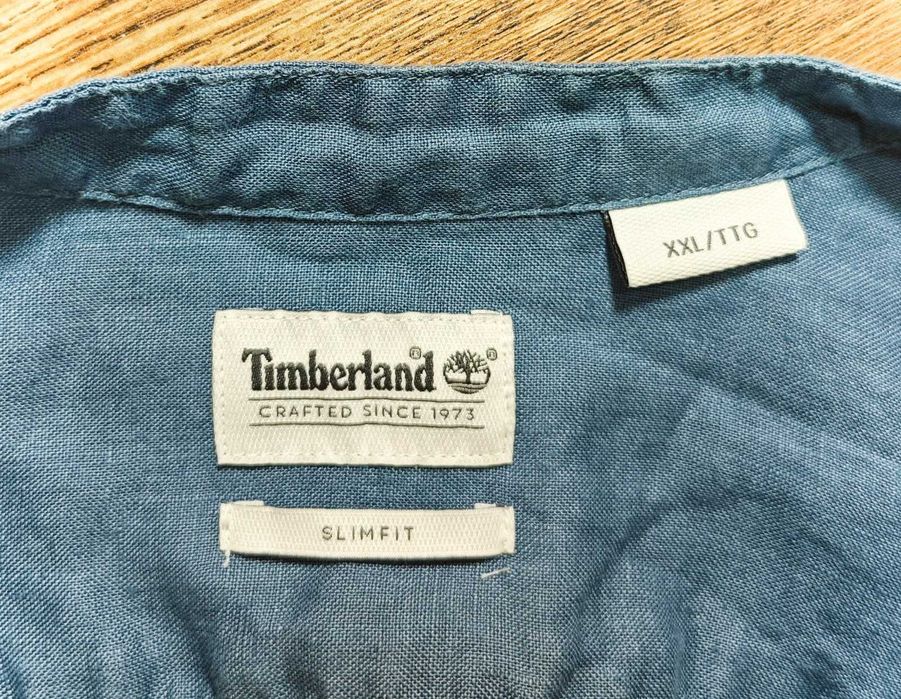 XXL/TTG
Timberland® ®
CRAFTED SINCE 1973
SLIMFIT